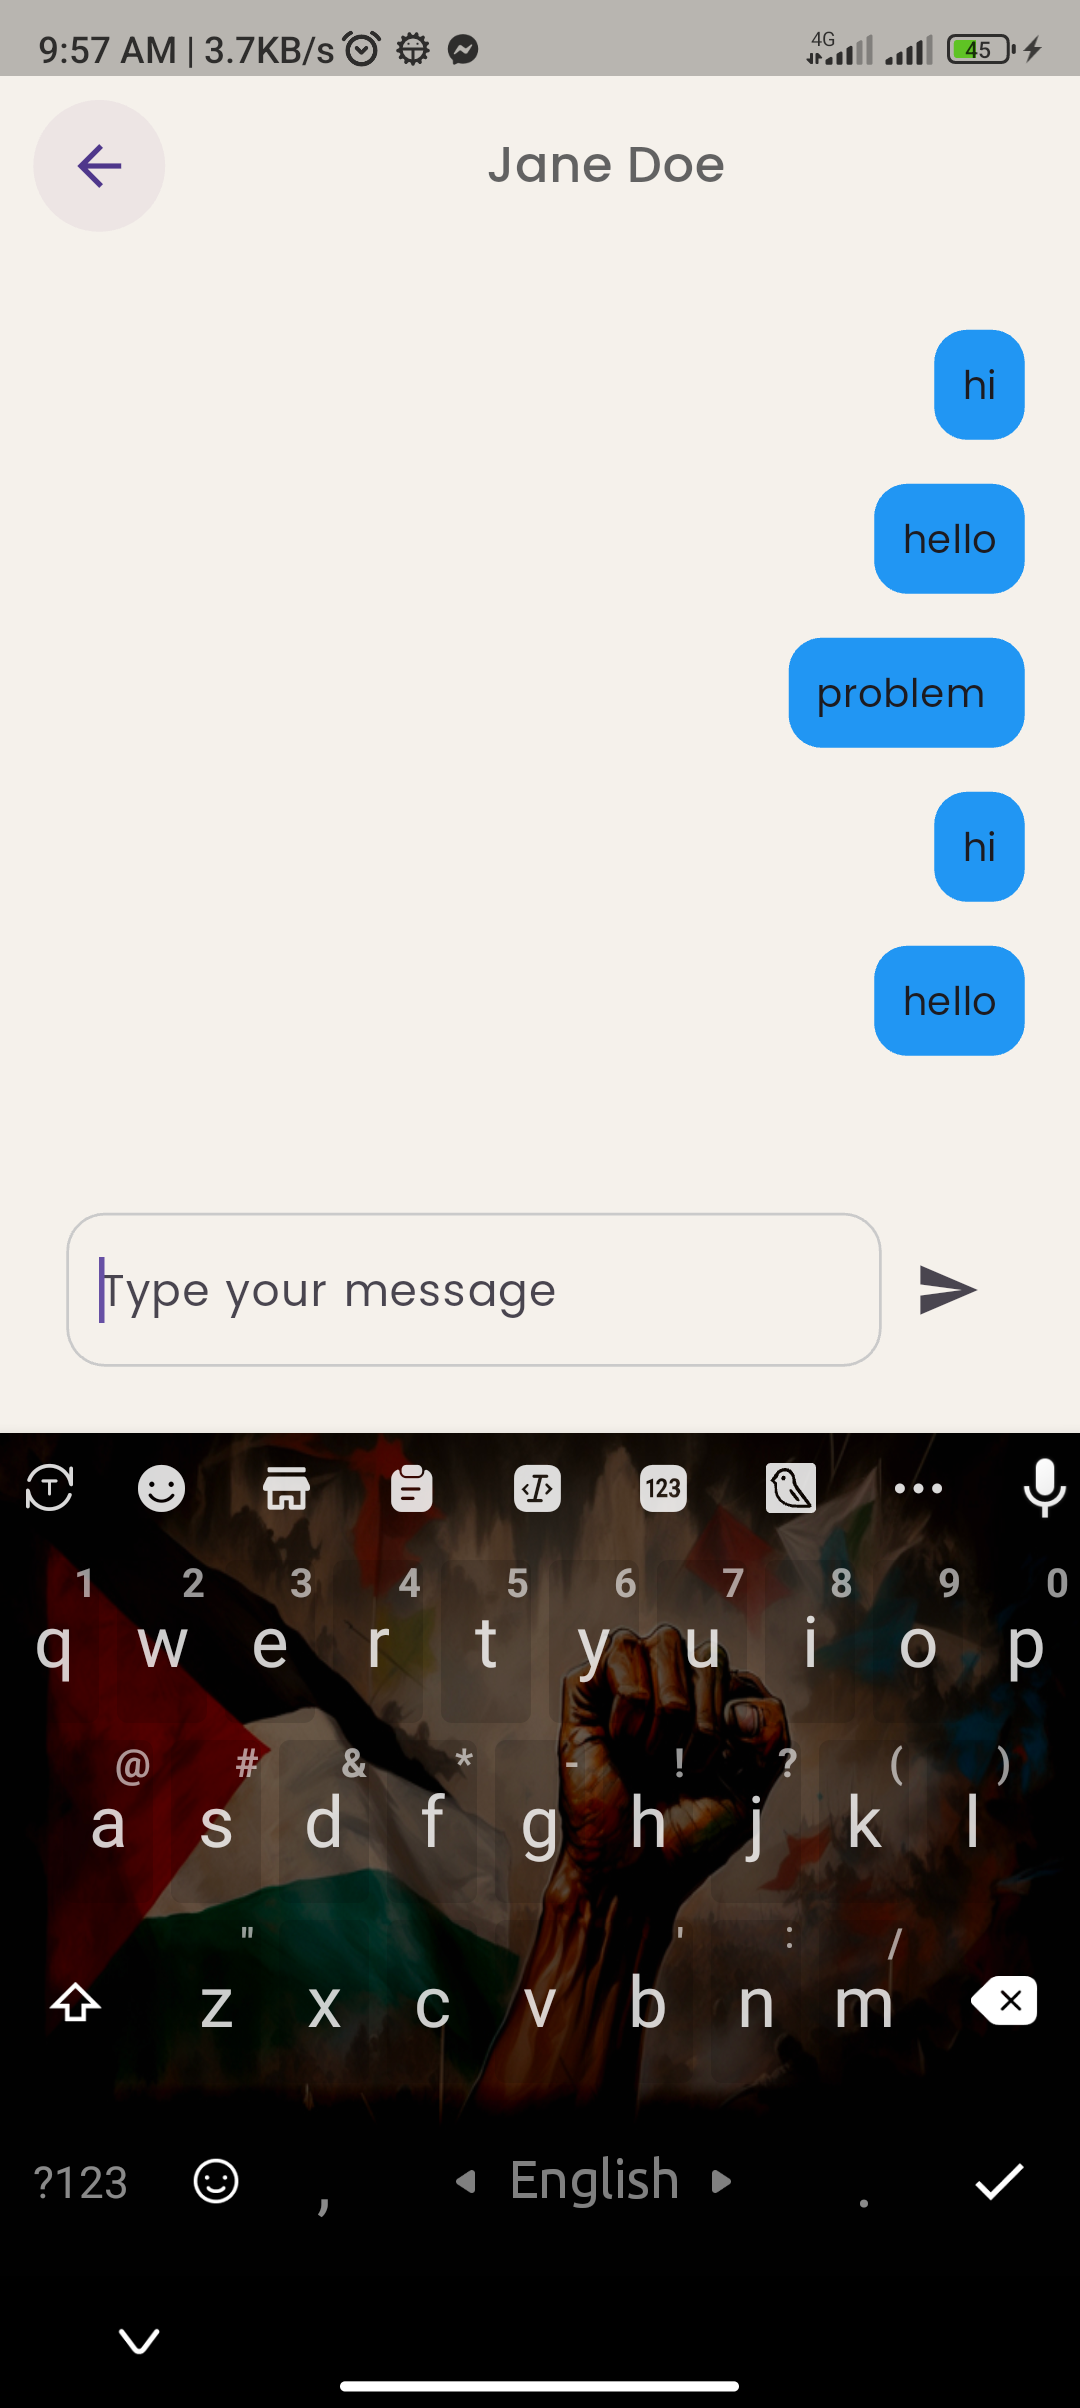 9:57 AM | 3.7KB/s 4G 45
Jane Doe
hi
hello
problem
hi
hello
Type your message
T 123
1 2 3 4 5 6 7 8 9 0
q w e r t y u i o p
@ # & * - ! ? ( )
a s d f g h j k l
" ' : /
z x c v b n m
?123 , English .